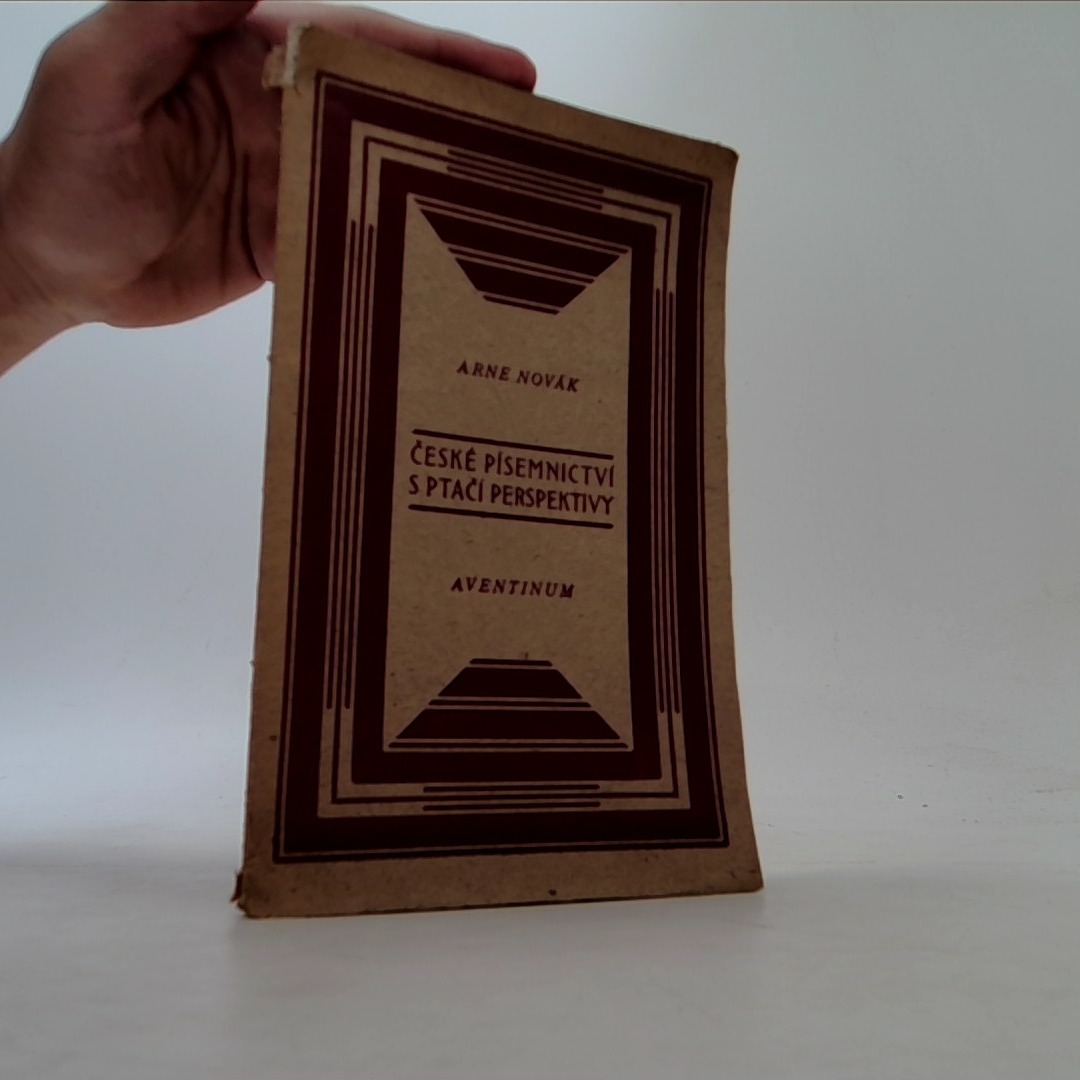 ARNE NOVÁK
ČESKÉ PÍSEMNICTVÍ
S PTAČÍ PERSPEKTIVY
AVENTINUM